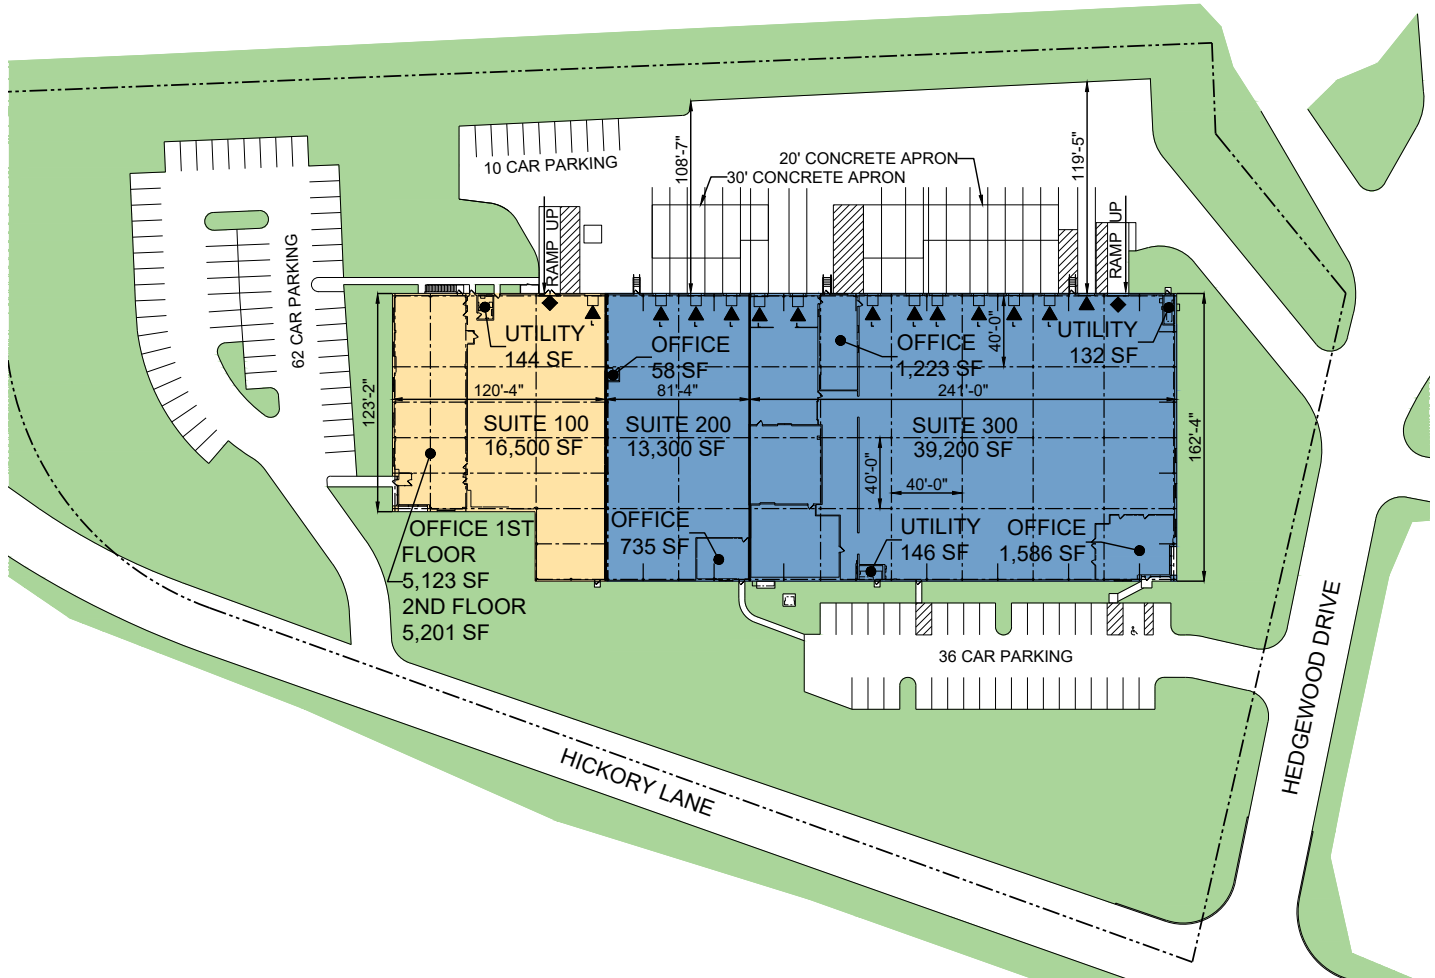 10 CAR PARKING
108'-7"
20' CONCRETE APRON
30' CONCRETE APRON
119'-5"
62 CAR PARKING
RAMP UP
RAMP UP
UTILITY
144 SF
OFFICE
58 SF
OFFICE
1,223 SF
40'-0"
UTILITY
132 SF
123'-2"
120'-4"
81'-4"
241'-0"
162'-4"
SUITE 100
16,500 SF
SUITE 200
13,300 SF
SUITE 300
39,200 SF
40'-0"
40'-0"
OFFICE 1ST
FLOOR
5,123 SF
2ND FLOOR
5,201 SF
OFFICE
735 SF
UTILITY
146 SF
OFFICE
1,586 SF
36 CAR PARKING
HICKORY LANE
HEDGEWOOD DRIVE